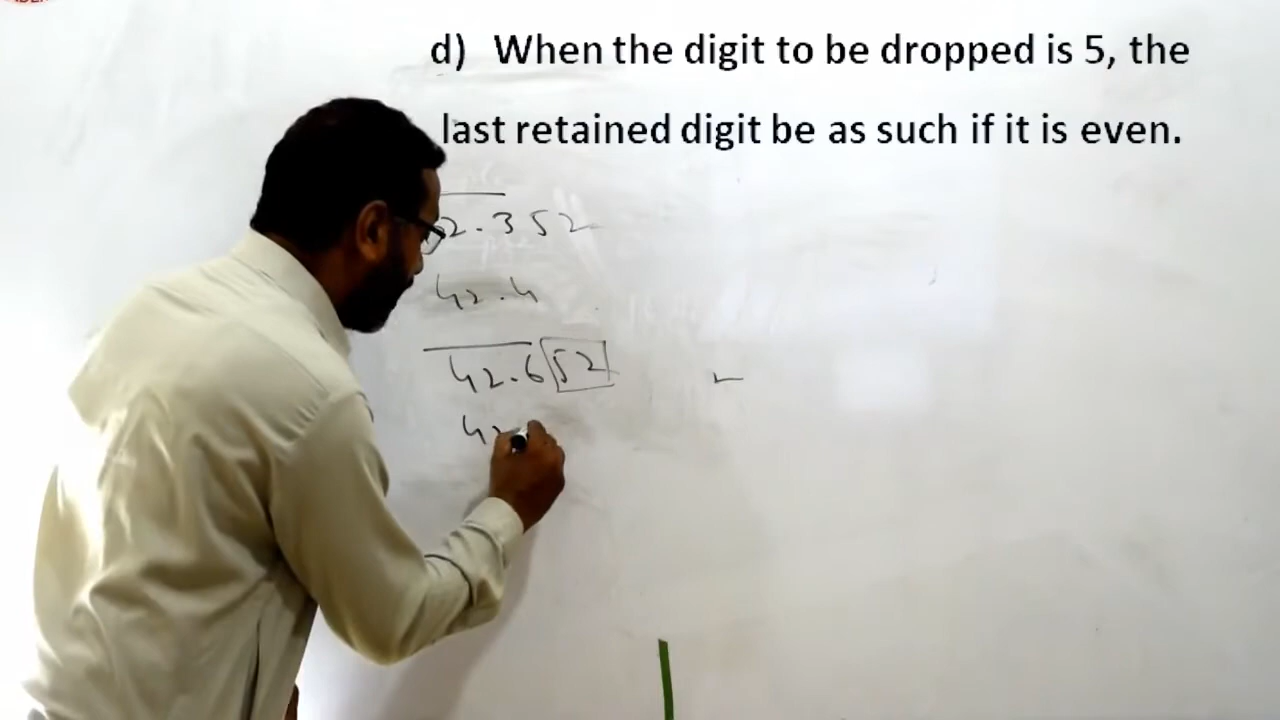 d) When the digit to be dropped is 5, the
last retained digit be as such if it is even.
2.352
42.4
42.652
42